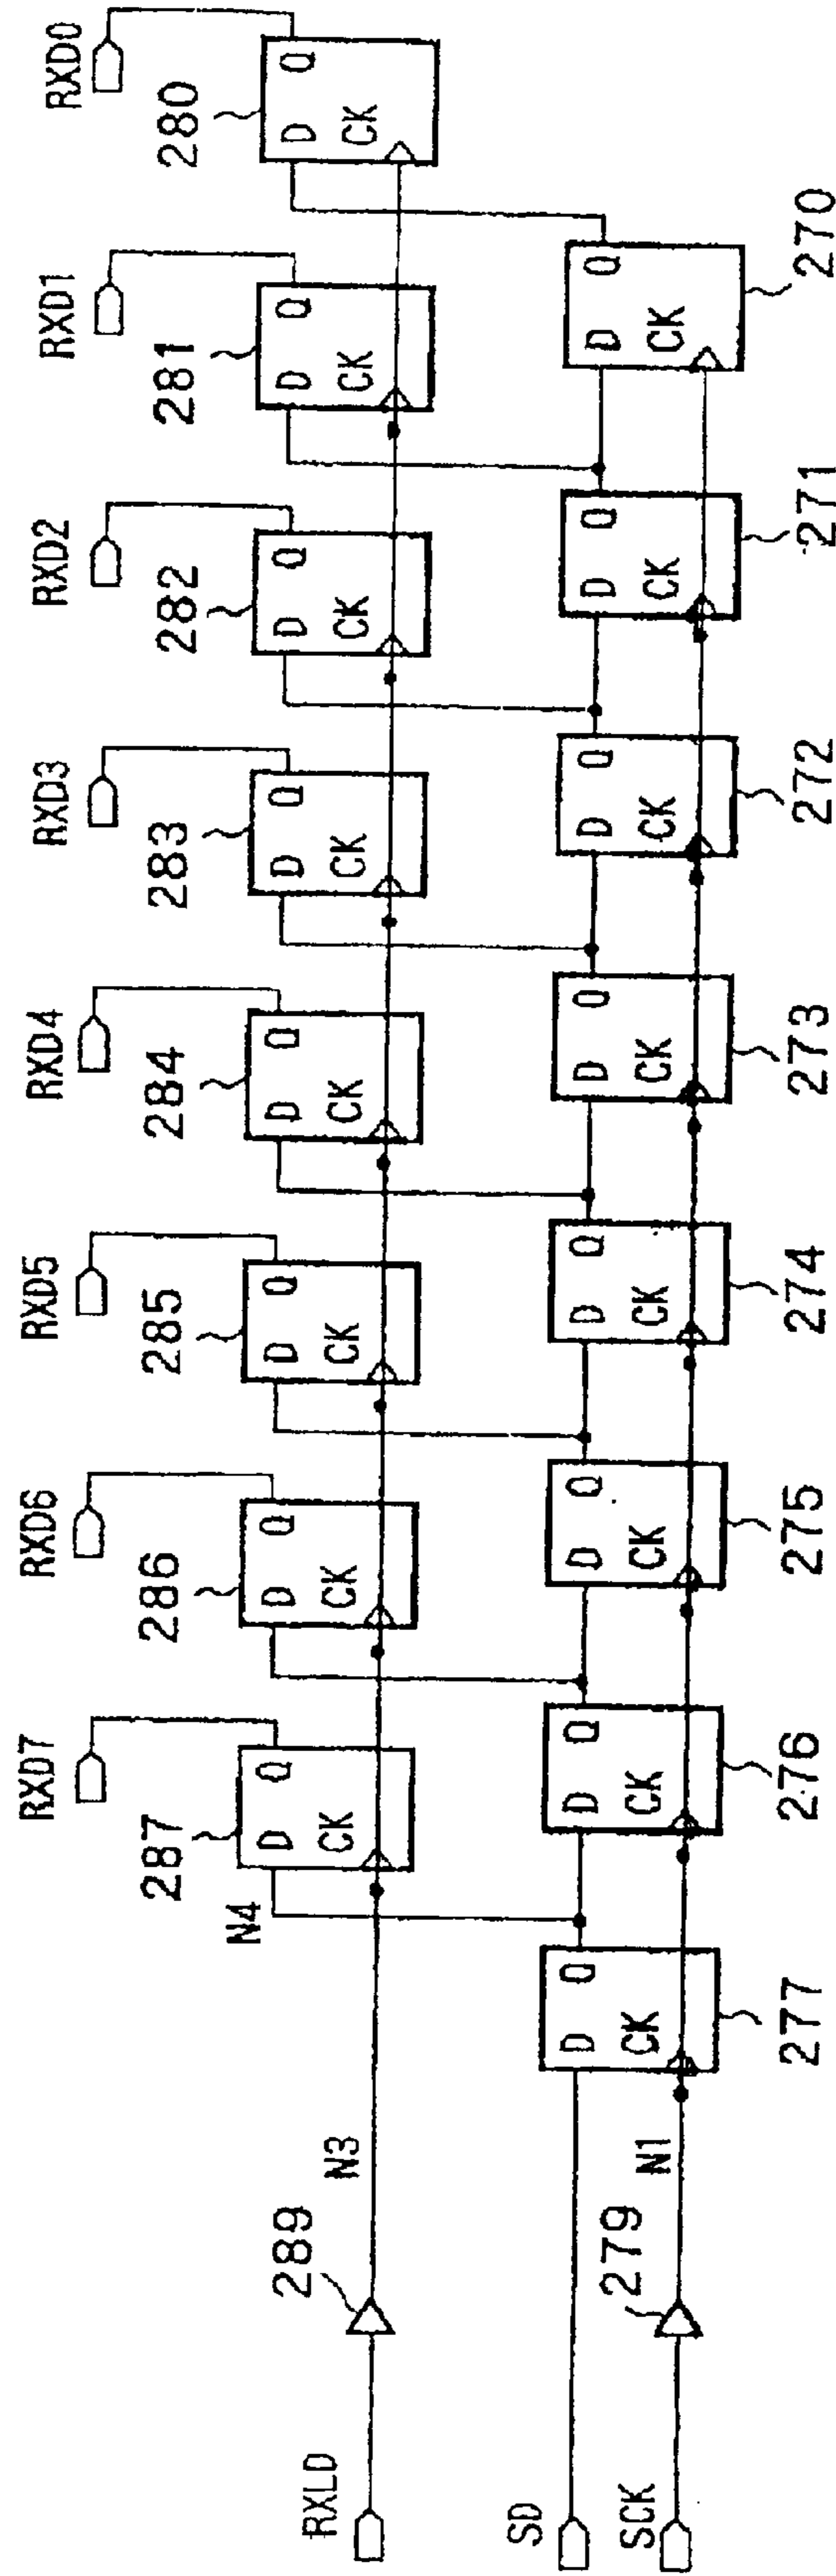 RXD7 RXD6 RXD5 RXD4 RXD3 RXD2 RXD1 RXD0
287 286 285 284 283 282 281 280
D Q D Q D Q D Q D Q D Q D Q D Q
N4
CK CK CK CK CK CK CK CK
289 N3
RXLD
D Q D Q D Q D Q D Q D Q D Q D Q
SD
CK CK CK CK CK CK CK CK
279 N1
SCK
277 276 275 274 273 272 271 270